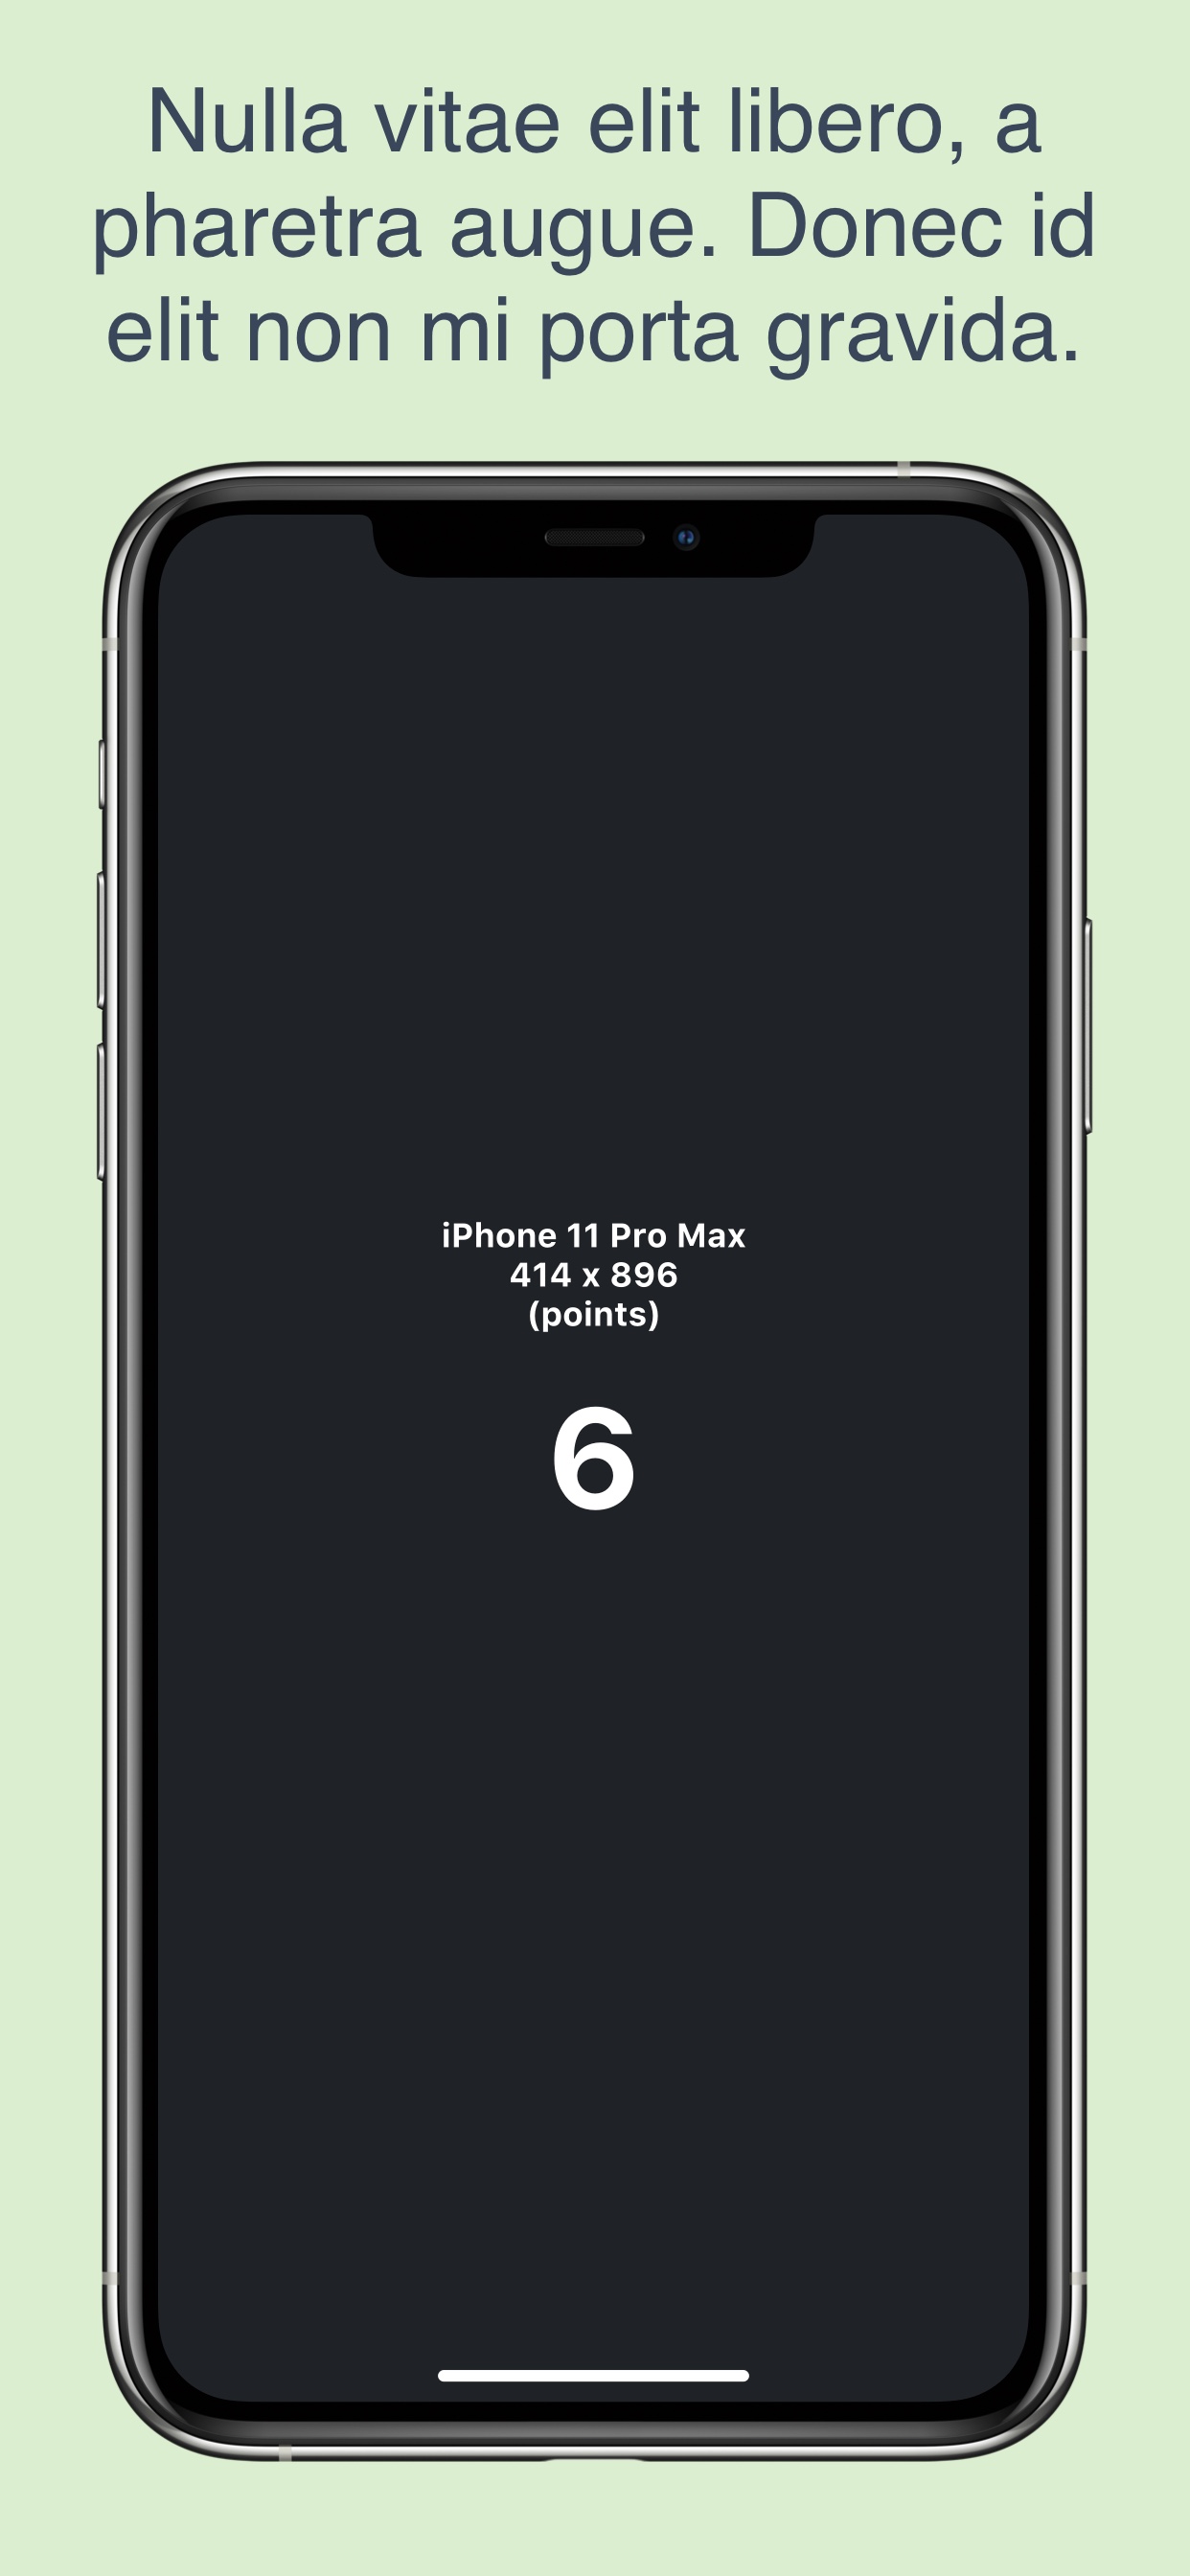 Nulla vitae elit libero, a
pharetra augue. Donec id
elit non mi porta gravida.
iPhone 11 Pro Max
414 x 896
(points)
6